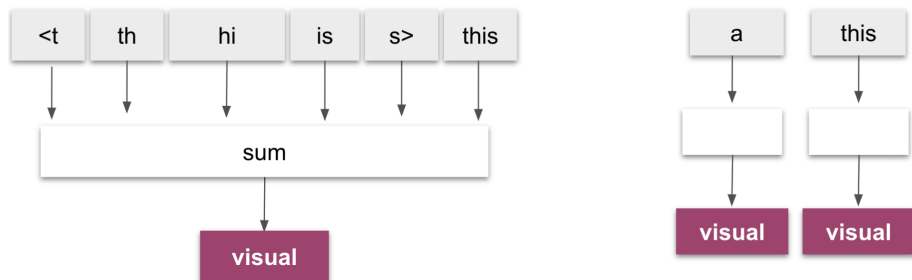 <t th hi is s> this
a this
sum
visual
visual visual